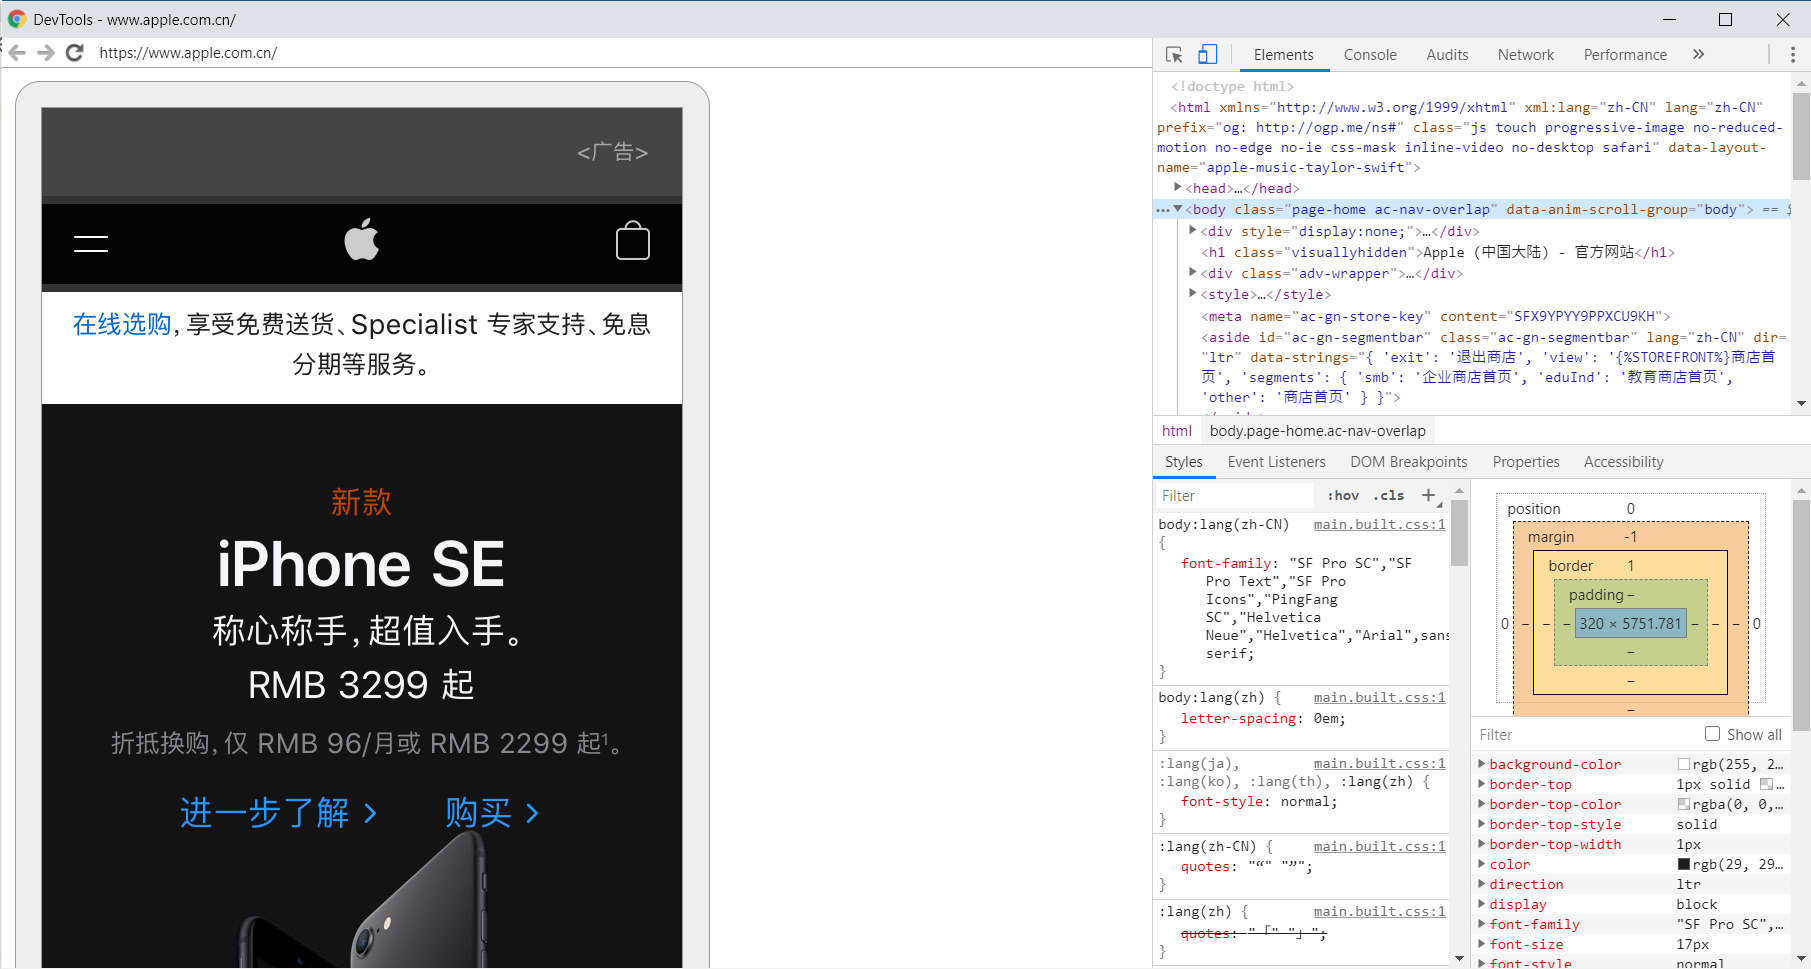 DevTools - www.apple.com.cn/
https://www.apple.com.cn/
<广告>
在线选购，享受免费送货、Specialist 专家支持、免息
分期等服务。
新款
iPhone SE
称心称手，超值入手。
RMB 3299 起
折抵换购，仅 RMB 96/月或 RMB 2299 起¹。
进一步了解 >
购买 >
Elements Console Audits Network Performance »
<!doctype html>
<html xmlns="http://www.w3.org/1999/xhtml" xml:lang="zh-CN" lang="zh-CN"
prefix="og: http://ogp.me/ns#" class="js touch progressive-image no-reduced-
motion no-edge no-ie css-mask inline-video no-desktop safari" data-layout-
name="apple-music-taylor-swift">
<head>…</head>
<body class="page-home ac-nav-overlap" data-anim-scroll-group="body"> ==
<div style="display:none;">…</div>
<h1 class="visuallyhidden">Apple (中国大陆) - 官方网站</h1>
<div class="adv-wrapper">…</div>
<style>…</style>
<meta name="ac-gn-store-key" content="SFX9YPYY9PPXCU9KH">
<aside id="ac-gn-segmentbar" class="ac-gn-segmentbar" lang="zh-CN" dir=
"ltr" data-strings="{ 'exit': '退出商店', 'view': '{%STOREFRONT%}商店首
页', 'segments': { 'smb': '企业商店首页', 'eduInd': '教育商店首页',
'other': '商店首页' } }">
html body.page-home.ac-nav-overlap
Styles Event Listeners DOM Breakpoints Properties Accessibility
Filter :hov .cls +
body:lang(zh-CN) main.built.css:1
{
font-family: "SF Pro SC","SF
Pro Text","SF Pro
Icons","PingFang
SC","Helvetica
Neue","Helvetica","Arial",sans
serif;
}
body:lang(zh) { main.built.css:1
letter-spacing: 0em;
}
:lang(ja), main.built.css:1
:lang(ko), :lang(th), :lang(zh) {
font-style: normal;
}
:lang(zh-CN) { main.built.css:1
quotes: "“" "”";
}
:lang(zh) { main.built.css:1
quotes: "「" "」";
}
position 0
margin -1
border 1
padding –
0 – – – 320 × 5751.781 – – – 0
–
–
–
Filter Show all
background-color rgb(255, 2…
border-top 1px solid …
border-top-color rgba(0, 0,…
border-top-style solid
border-top-width 1px
color rgb(29, 29…
direction ltr
display block
font-family "SF Pro SC",…
font-size 17px
font-style normal